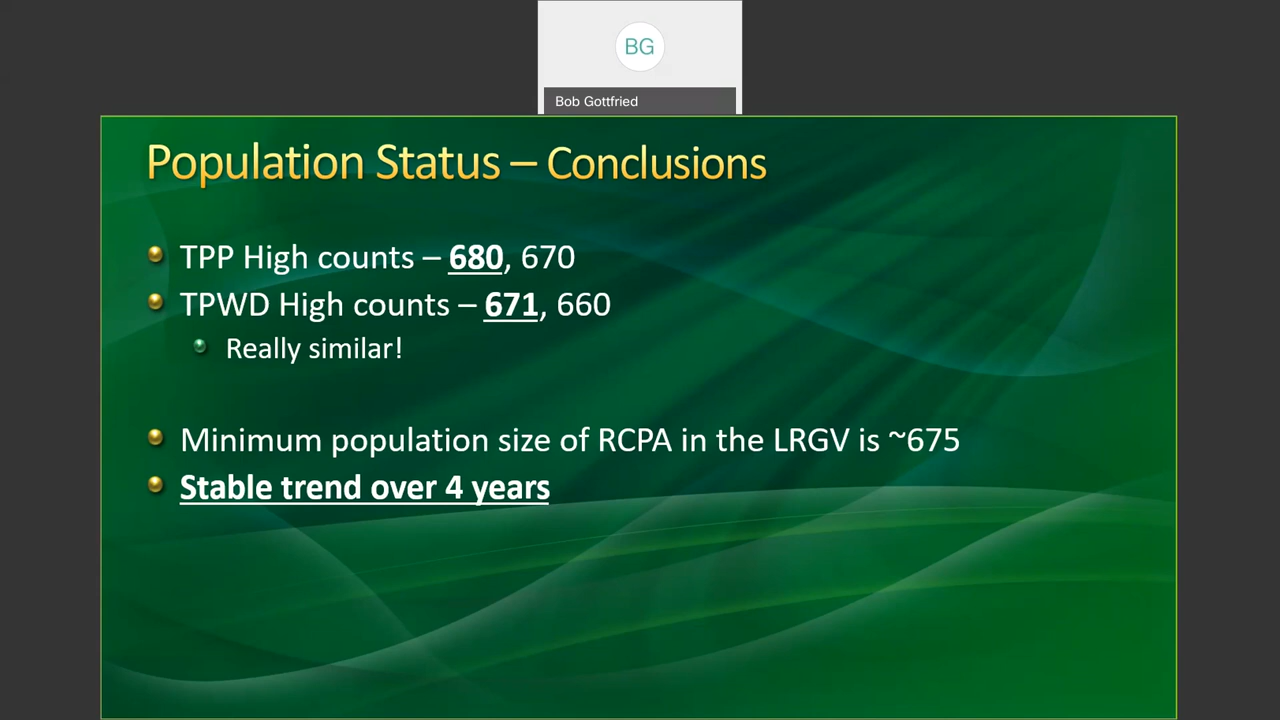 BG
Bob Gottfried
Population Status – Conclusions
TPP High counts – 680, 670
TPWD High counts – 671, 660
Really similar!
Minimum population size of RCPA in the LRGV is ~675
Stable trend over 4 years